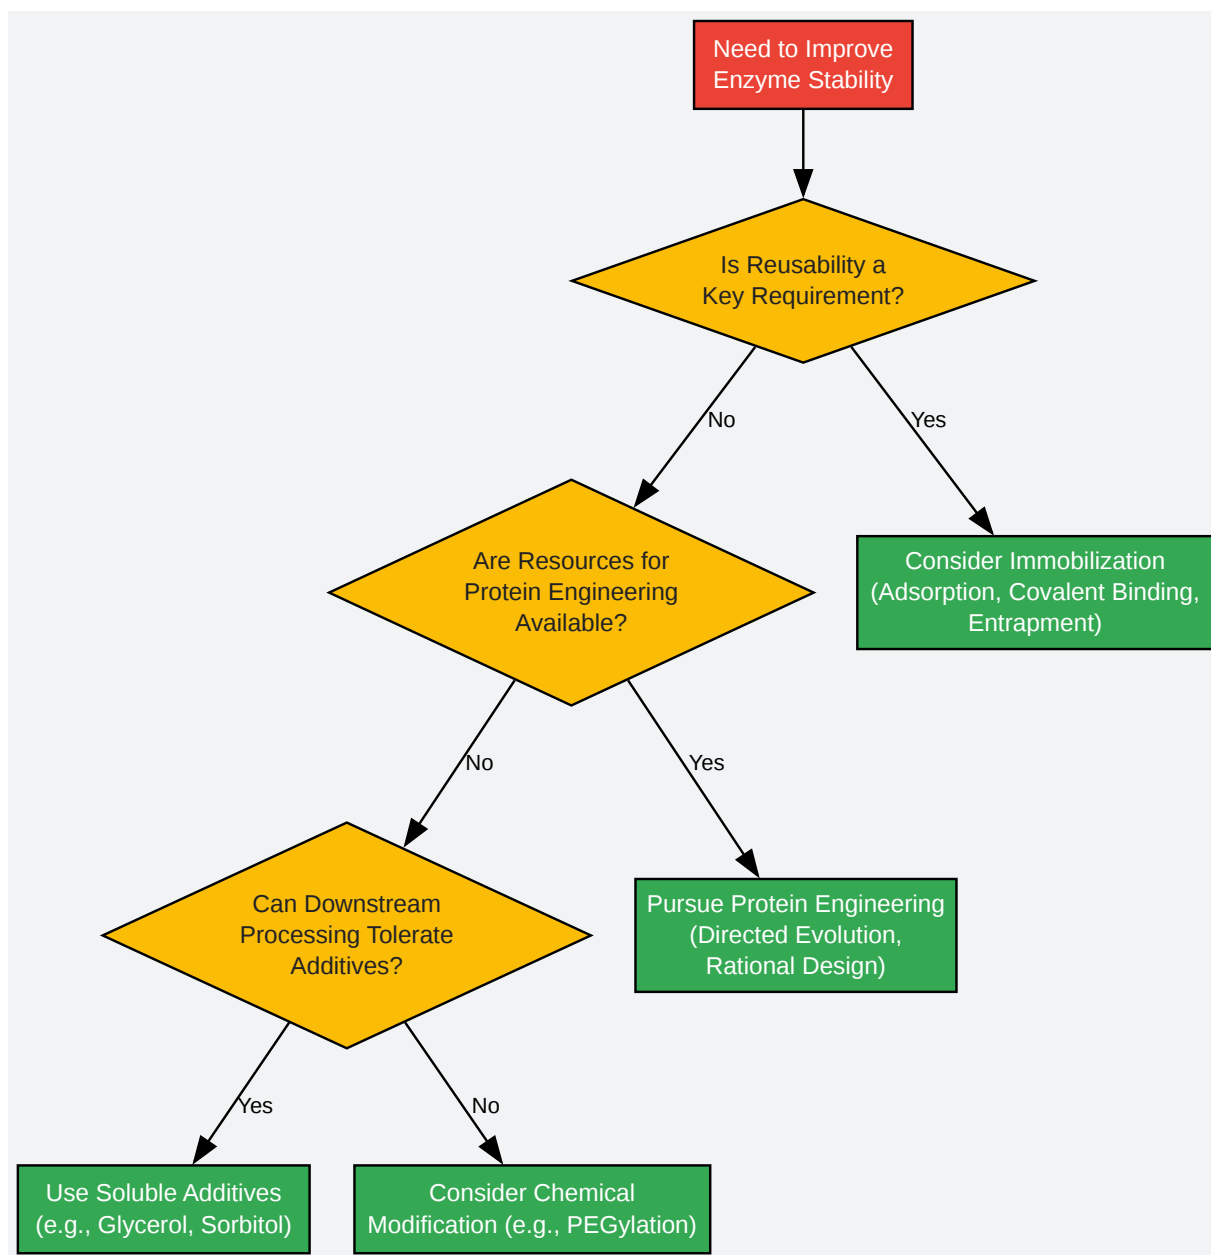 Need to Improve
Enzyme Stability
Is Reusability a
Key Requirement?
No
Yes
Are Resources for
Protein Engineering
Available?
Consider Immobilization
(Adsorption, Covalent Binding,
Entrapment)
No
Yes
Can Downstream
Processing Tolerate
Additives?
Pursue Protein Engineering
(Directed Evolution,
Rational Design)
Yes
No
Use Soluble Additives
(e.g., Glycerol, Sorbitol)
Consider Chemical
Modification (e.g., PEGylation)